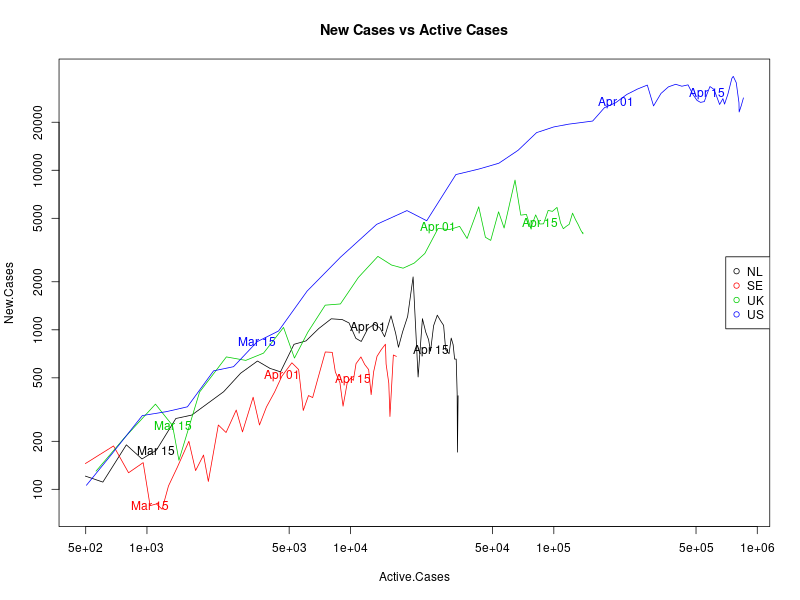 New Cases vs Active Cases
New.Cases
20000
10000
5000
2000
1000
500
200
100
Apr 01
Apr 15
Apr 01
Apr 15
Mar 15
Apr 01
Apr 15
Mar 15
Apr 01
Apr 15
Mar 15
Mar 15
NL
SE
UK
US
5e+02 1e+03 5e+03 1e+04 5e+04 1e+05 5e+05 1e+06
Active.Cases